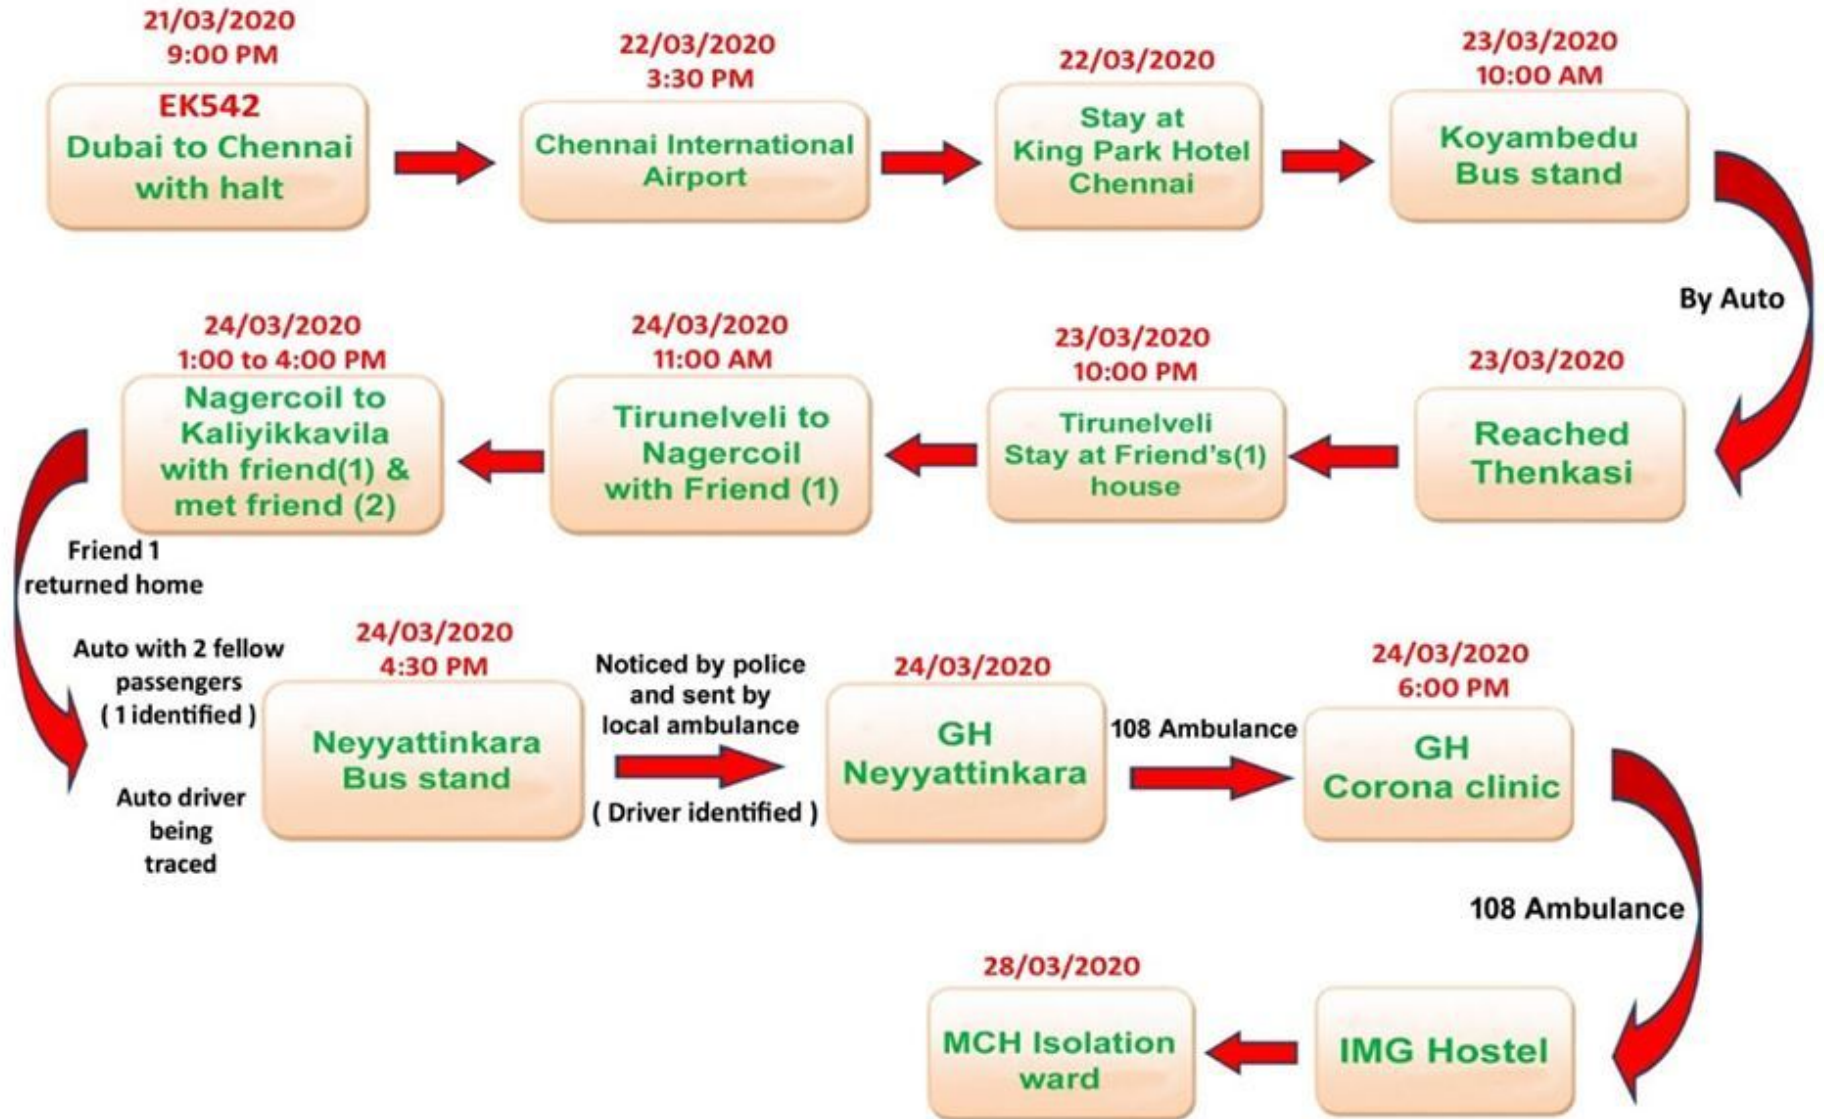 21/03/2020
9:00 PM
EK542
Dubai to Chennai
with halt
22/03/2020
3:30 PM
Chennai International
Airport
22/03/2020
Stay at
King Park Hotel
Chennai
23/03/2020
10:00 AM
Koyambedu
Bus stand
By Auto
23/03/2020
Reached
Thenkasi
23/03/2020
10:00 PM
Tirunelveli
Stay at Friend's(1)
house
24/03/2020
11:00 AM
Tirunelveli to
Nagercoil
with Friend (1)
24/03/2020
1:00 to 4:00 PM
Nagercoil to
Kaliyikkavila
with friend(1) &
met friend (2)
Friend 1
returned home
Auto with 2 fellow
passengers
( 1 identified )
Auto driver
being
traced
24/03/2020
4:30 PM
Neyyattinkara
Bus stand
Noticed by police
and sent by
local ambulance
( Driver identified )
24/03/2020
GH
Neyyattinkara
108 Ambulance
24/03/2020
6:00 PM
GH
Corona clinic
108 Ambulance
IMG Hostel
28/03/2020
MCH Isolation
ward